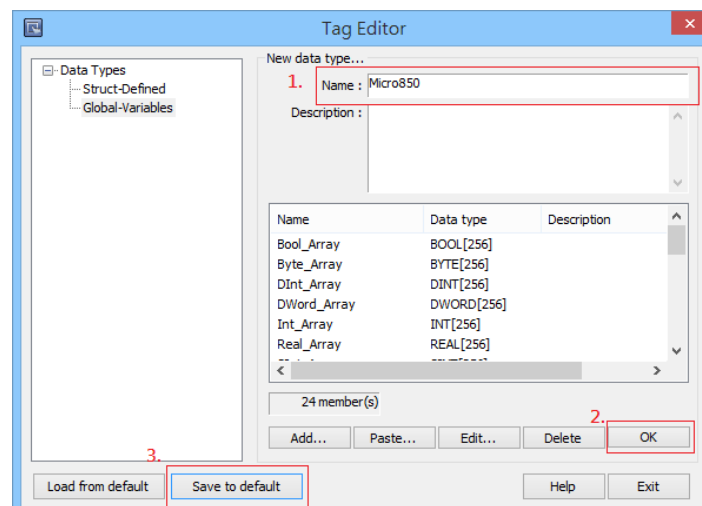 Tag Editor
Data Types
Struct-Defined
Global-Variables
New data type...
1. Name : Micro850
Description :
Name Data type Description
Bool_Array BOOL[256]
Byte_Array BYTE[256]
DInt_Array DINT[256]
DWord_Array DWORD[256]
Int_Array INT[256]
Real_Array REAL[256]
24 member(s)
2.
Add... Paste... Edit... Delete OK
3.
Load from default Save to default Help Exit